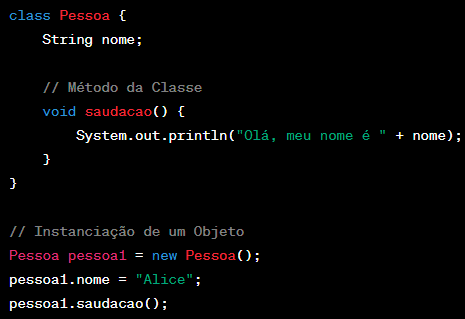 class Pessoa {
    String nome;

    // Método da Classe
    void saudacao() {
        System.out.println("Olá, meu nome é " + nome);
    }
}

// Instanciação de um Objeto
Pessoa pessoa1 = new Pessoa();
pessoa1.nome = "Alice";
pessoa1.saudacao();